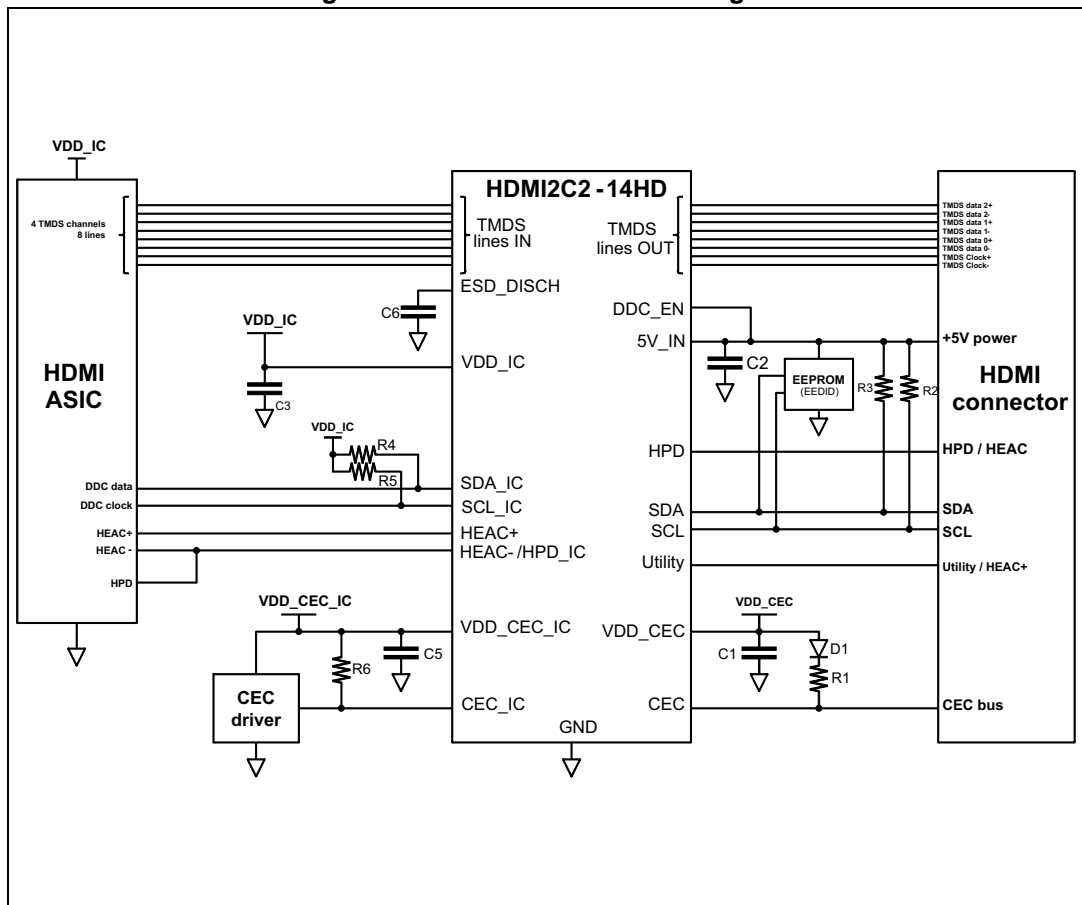 VDD_IC
HDMI2C2 -14HD
4 TMDS channels
8 lines
TMDS
lines IN
TMDS
lines OUT
TMDS data 2+
TMDS data 2-
TMDS data 1+
TMDS data 1-
TMDS data 0+
TMDS data 0-
TMDS Clock+
TMDS Clock-
ESD_DISCH
C6
DDC_EN
VDD_IC
5V_IN
+5V power
VDD_IC
C2
HDMI
ASIC
C3
EEPROM
(EEDID)
R3
R2
HDMI
connector
VDD_IC
R4
R5
HPD
HPD / HEAC
DDC data
SDA_IC
SDA
SDA
DDC clock
SCL_IC
SCL
SCL
HEAC+
HEAC+
HEAC -
HEAC- /HPD_IC
Utility
Utility / HEAC+
HPD
VDD_CEC_IC
VDD_CEC
VDD_CEC_IC
VDD_CEC
R6
C5
C1
D1
R1
CEC
driver
CEC_IC
CEC
CEC bus
GND